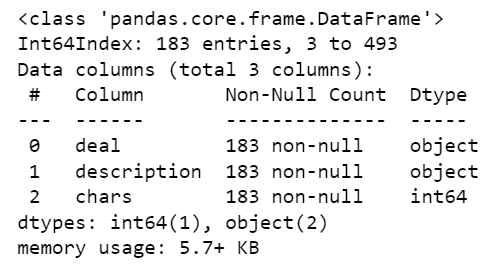 <class 'pandas.core.frame.DataFrame'>
Int64Index: 183 entries, 3 to 493
Data columns (total 3 columns):
 #   Column       Non-Null Count  Dtype
---  ------       --------------  -----
 0   deal         183 non-null    object
 1   description  183 non-null    object
 2   chars        183 non-null    int64
dtypes: int64(1), object(2)
memory usage: 5.7+ KB